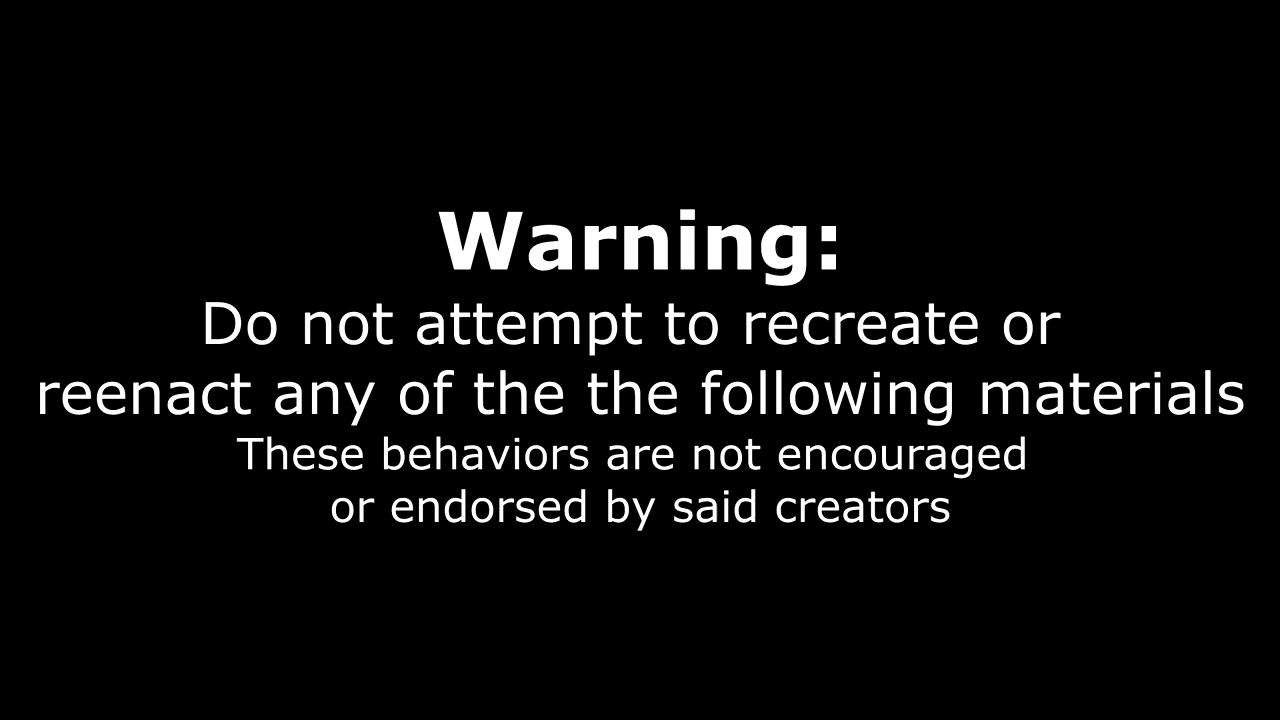 Warning:
Do not attempt to recreate or
reenact any of the the following materials
These behaviors are not encouraged
or endorsed by said creators